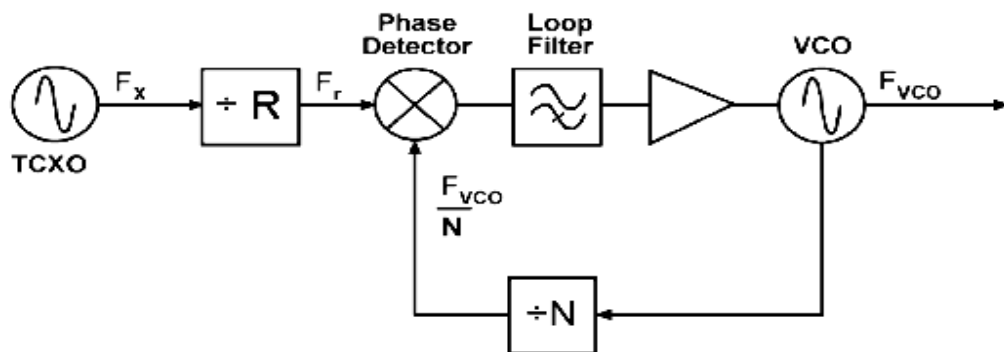 Phase
Detector
Loop
Filter
VCO
Fx
÷ R
Fr
FVCO
TCXO
FVCO
N
÷N